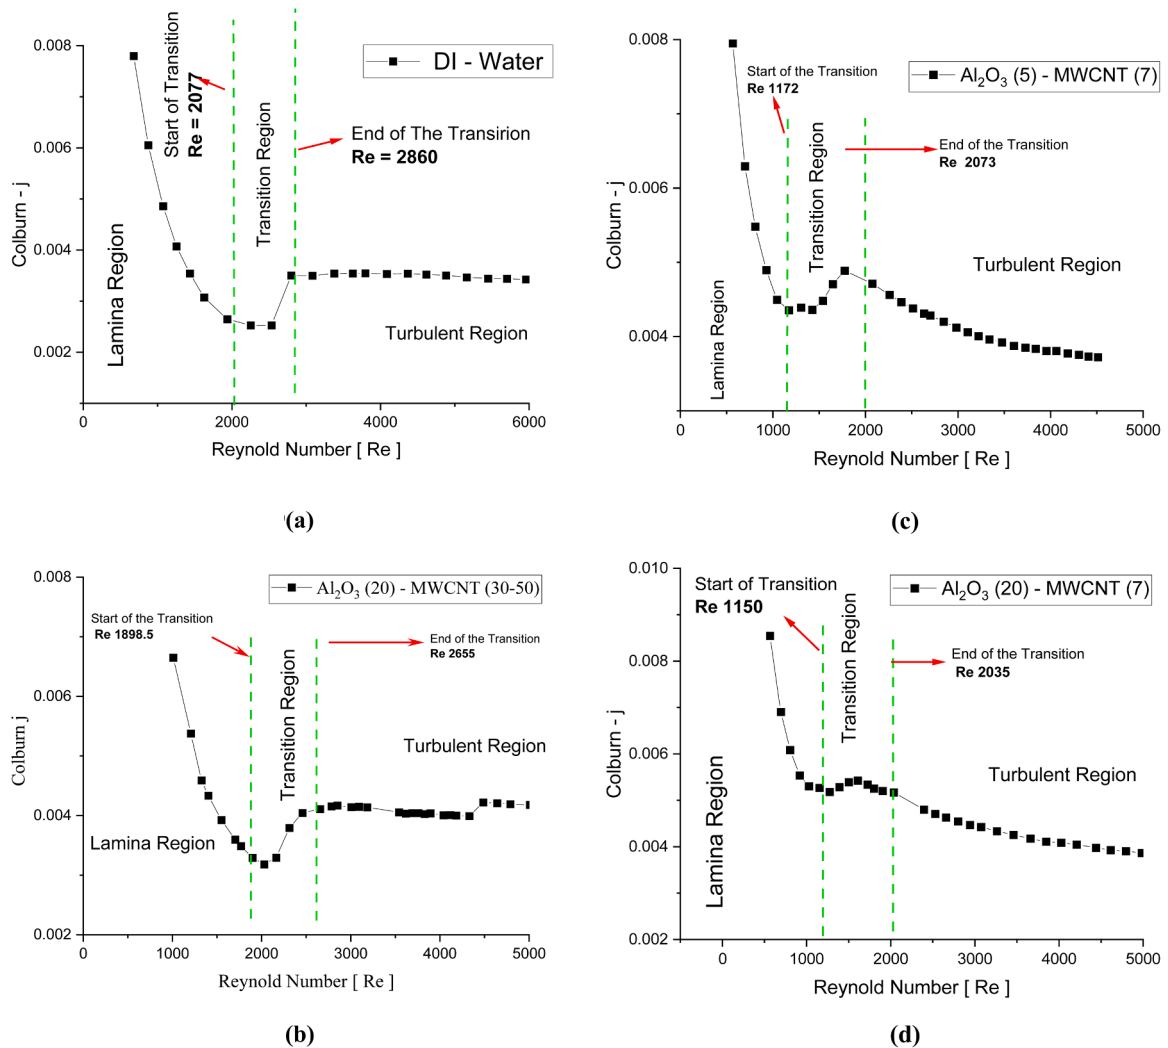 0.008
0.006
0.004
0.002
0
2000
4000
6000
Colburn - j
Reynold Number [ Re ]
DI - Water
Start of Transition
Re = 2077
Transition Region
End of The Transirion
Re = 2860
Lamina Region
Turbulent Region
(a)
0.008
0.006
0.004
0
1000
2000
3000
4000
5000
Colburn - j
Reynold Number [ Re ]
Al₂O₃ (5) - MWCNT (7)
Start of the Transition
Re 1172
Transition Region
End of the Transition
Re 2073
Lamina Region
Turbulent Region
(c)
0.008
0.006
0.004
0.002
0
1000
2000
3000
4000
5000
Colburn j
Reynold Number [ Re ]
Al₂O₃ (20) - MWCNT (30-50)
Start of the Transition
Re 1898.5
Transition Region
End of the Transition
Re 2655
Lamina Region
Turbulent Region
(b)
0.010
0.008
0.006
0.004
0.002
0
1000
2000
3000
4000
5000
Colburn - j
Reynold Number [ Re ]
Al₂O₃ (20) - MWCNT (7)
Start of Transition
Re 1150
Transition Region
End of the Transition
Re 2035
Lamina Region
Turbulent Region
(d)